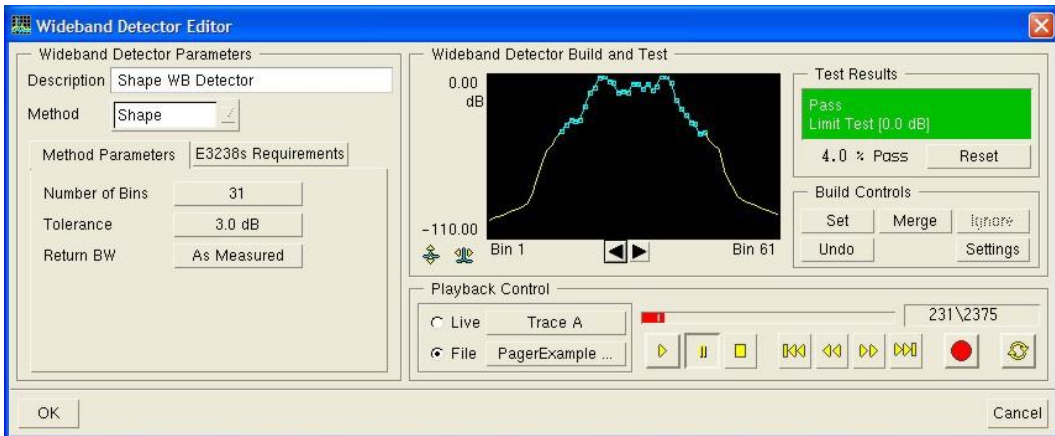 Wideband Detector Editor
Wideband Detector Parameters
Description Shape WB Detector
Method Shape
Method Parameters E3238s Requirements
Number of Bins 31
Tolerance 3.0 dB
Return BW As Measured
Wideband Detector Build and Test
0.00
dB
-110.00
Bin 1 Bin 61
Test Results
Pass
Limit Test [0.0 dB]
4.0 % Pass Reset
Build Controls
Set Merge Ignore
Undo Settings
Playback Control
Live Trace A
File PagerExample ...
231\2375
OK Cancel